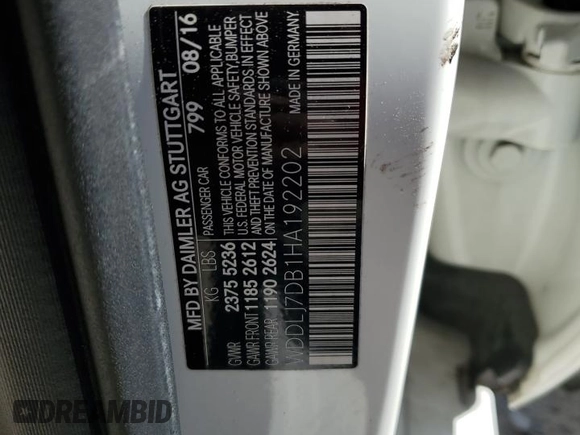 MFD BY DAIMLER AG STUTTGART
799 08/16
KG LBS PASSENGER CAR
GVWR 2375 5236 THIS VEHICLE CONFORMS TO ALL APPLICABLE
GAWR FRONT 1185 2612 U.S. FEDERAL MOTOR VEHICLE SAFETY, BUMPER
GAWR REAR 1190 2624 AND THEFT PREVENTION STANDARDS IN EFFECT
ON THE DATE OF MANUFACTURE SHOWN ABOVE
WDDLJ7DB1HA192202 MADE IN GERMANY
DREAMBID